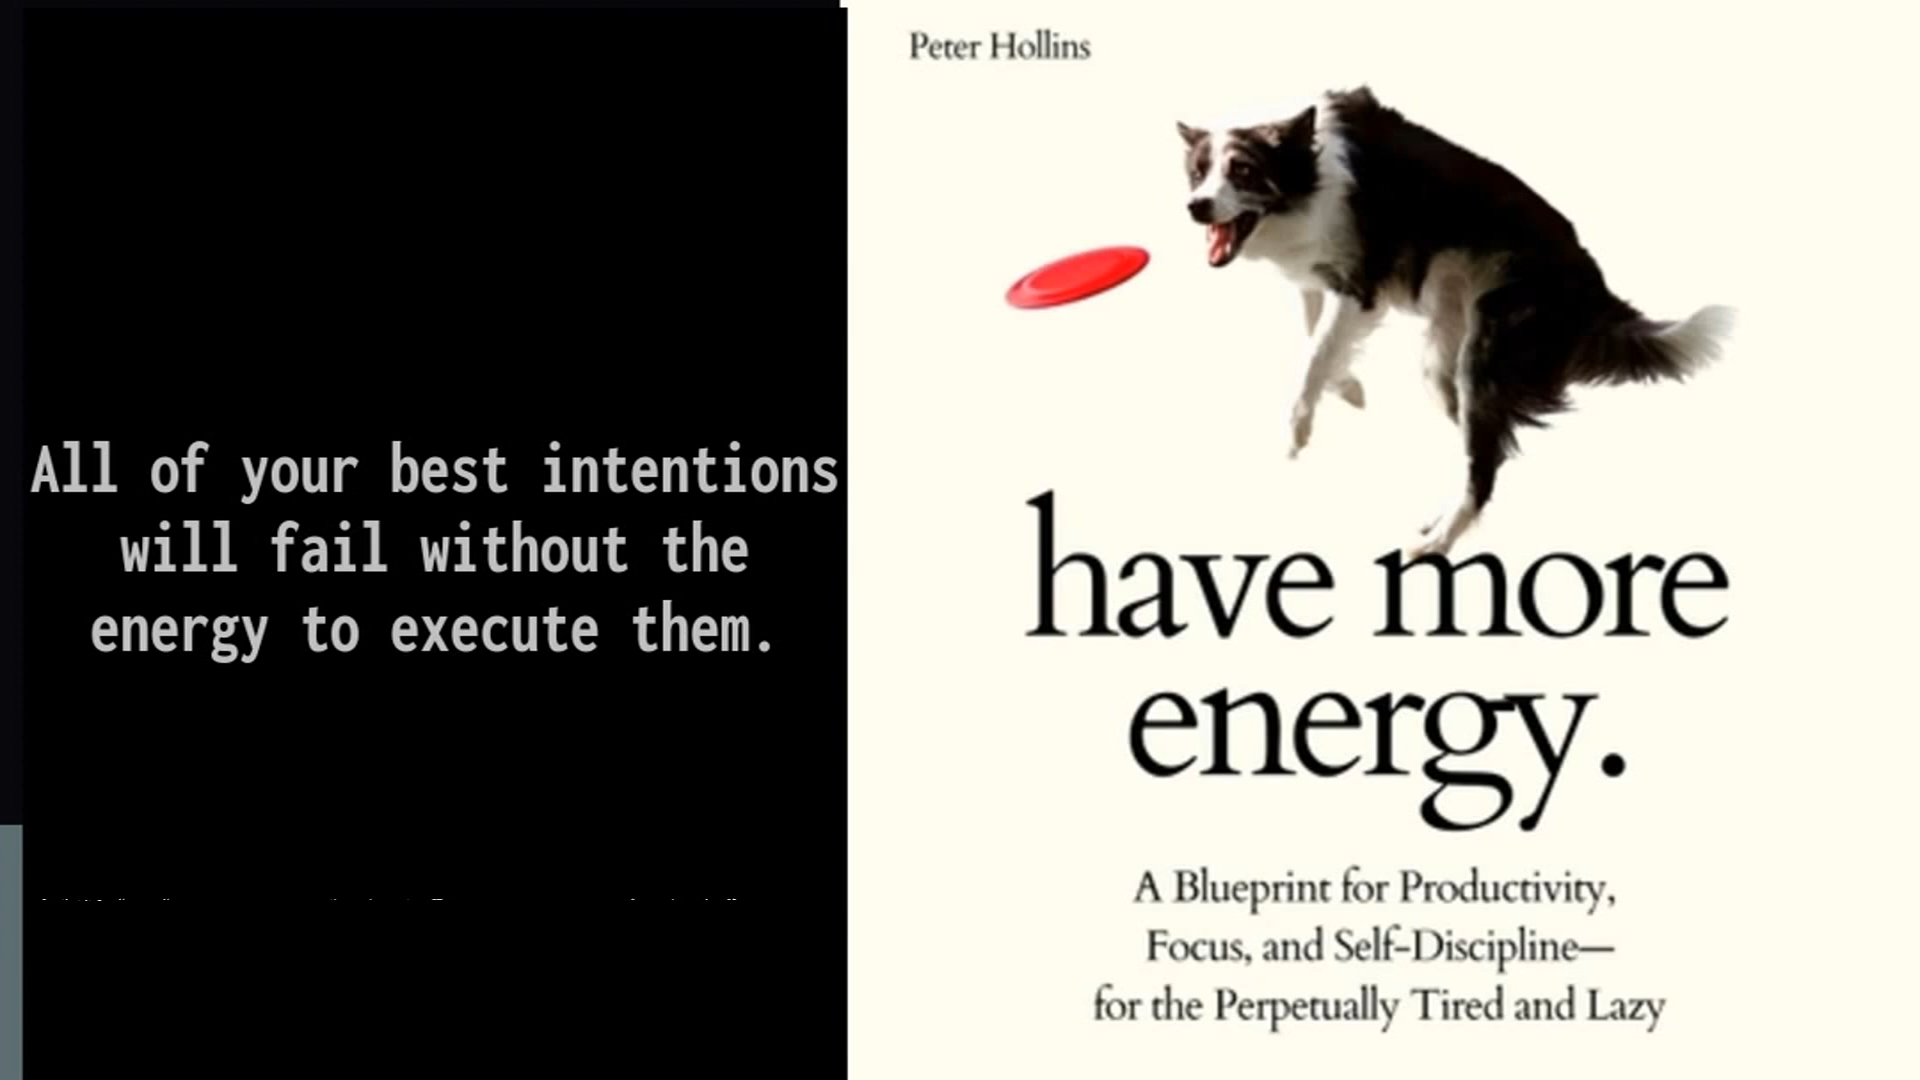 All of your best intentions
will fail without the
energy to execute them.
Peter Hollins
have more
energy.
A Blueprint for Productivity,
Focus, and Self-Discipline—
for the Perpetually Tired and Lazy